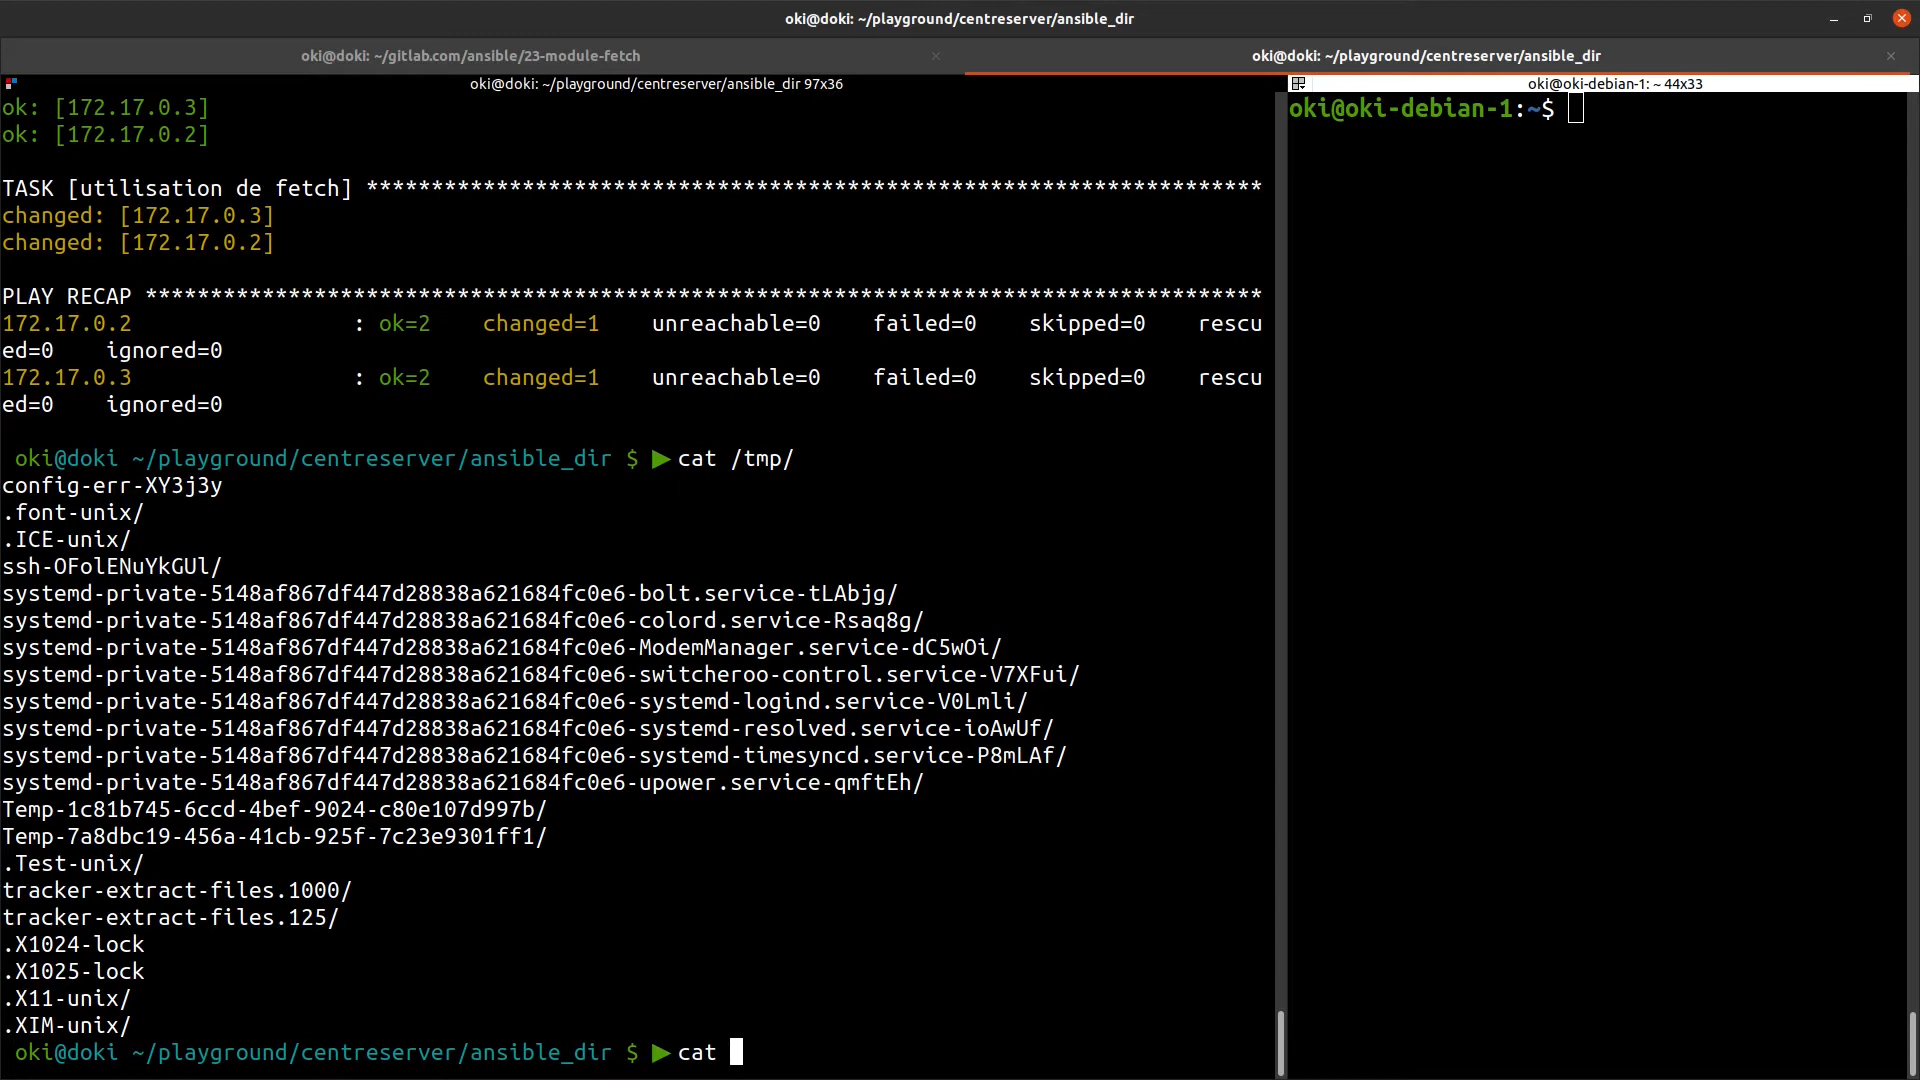 oki@doki: ~/playground/centreserver/ansible_dir
oki@doki: ~/gitlab.com/ansible/23-module-fetch
oki@doki: ~/playground/centreserver/ansible_dir
oki@doki: ~/playground/centreserver/ansible_dir 97x36
ok: [172.17.0.3]
ok: [172.17.0.2]
TASK [utilisation de fetch] *********************************************************************
changed: [172.17.0.3]
changed: [172.17.0.2]
PLAY RECAP **************************************************************************************
172.17.0.2                 : ok=2    changed=1    unreachable=0    failed=0    skipped=0    rescu
ed=0    ignored=0
172.17.0.3                 : ok=2    changed=1    unreachable=0    failed=0    skipped=0    rescu
ed=0    ignored=0
oki@doki ~/playground/centreserver/ansible_dir $ ▶cat /tmp/
config-err-XY3j3y
.font-unix/
.ICE-unix/
ssh-OFolENuYkGUl/
systemd-private-5148af867df447d28838a621684fc0e6-bolt.service-tLAbjg/
systemd-private-5148af867df447d28838a621684fc0e6-colord.service-Rsaq8g/
systemd-private-5148af867df447d28838a621684fc0e6-ModemManager.service-dC5wOi/
systemd-private-5148af867df447d28838a621684fc0e6-switcheroo-control.service-V7XFui/
systemd-private-5148af867df447d28838a621684fc0e6-systemd-logind.service-V0Lmli/
systemd-private-5148af867df447d28838a621684fc0e6-systemd-resolved.service-ioAwUf/
systemd-private-5148af867df447d28838a621684fc0e6-systemd-timesyncd.service-P8mLAf/
systemd-private-5148af867df447d28838a621684fc0e6-upower.service-qmftEh/
Temp-1c81b745-6ccd-4bef-9024-c80e107d997b/
Temp-7a8dbc19-456a-41cb-925f-7c23e9301ff1/
.Test-unix/
tracker-extract-files.1000/
tracker-extract-files.125/
.X1024-lock
.X1025-lock
.X11-unix/
.XIM-unix/
oki@doki ~/playground/centreserver/ansible_dir $ ▶cat
oki@oki-debian-1: ~ 44x33
oki@oki-debian-1:~$